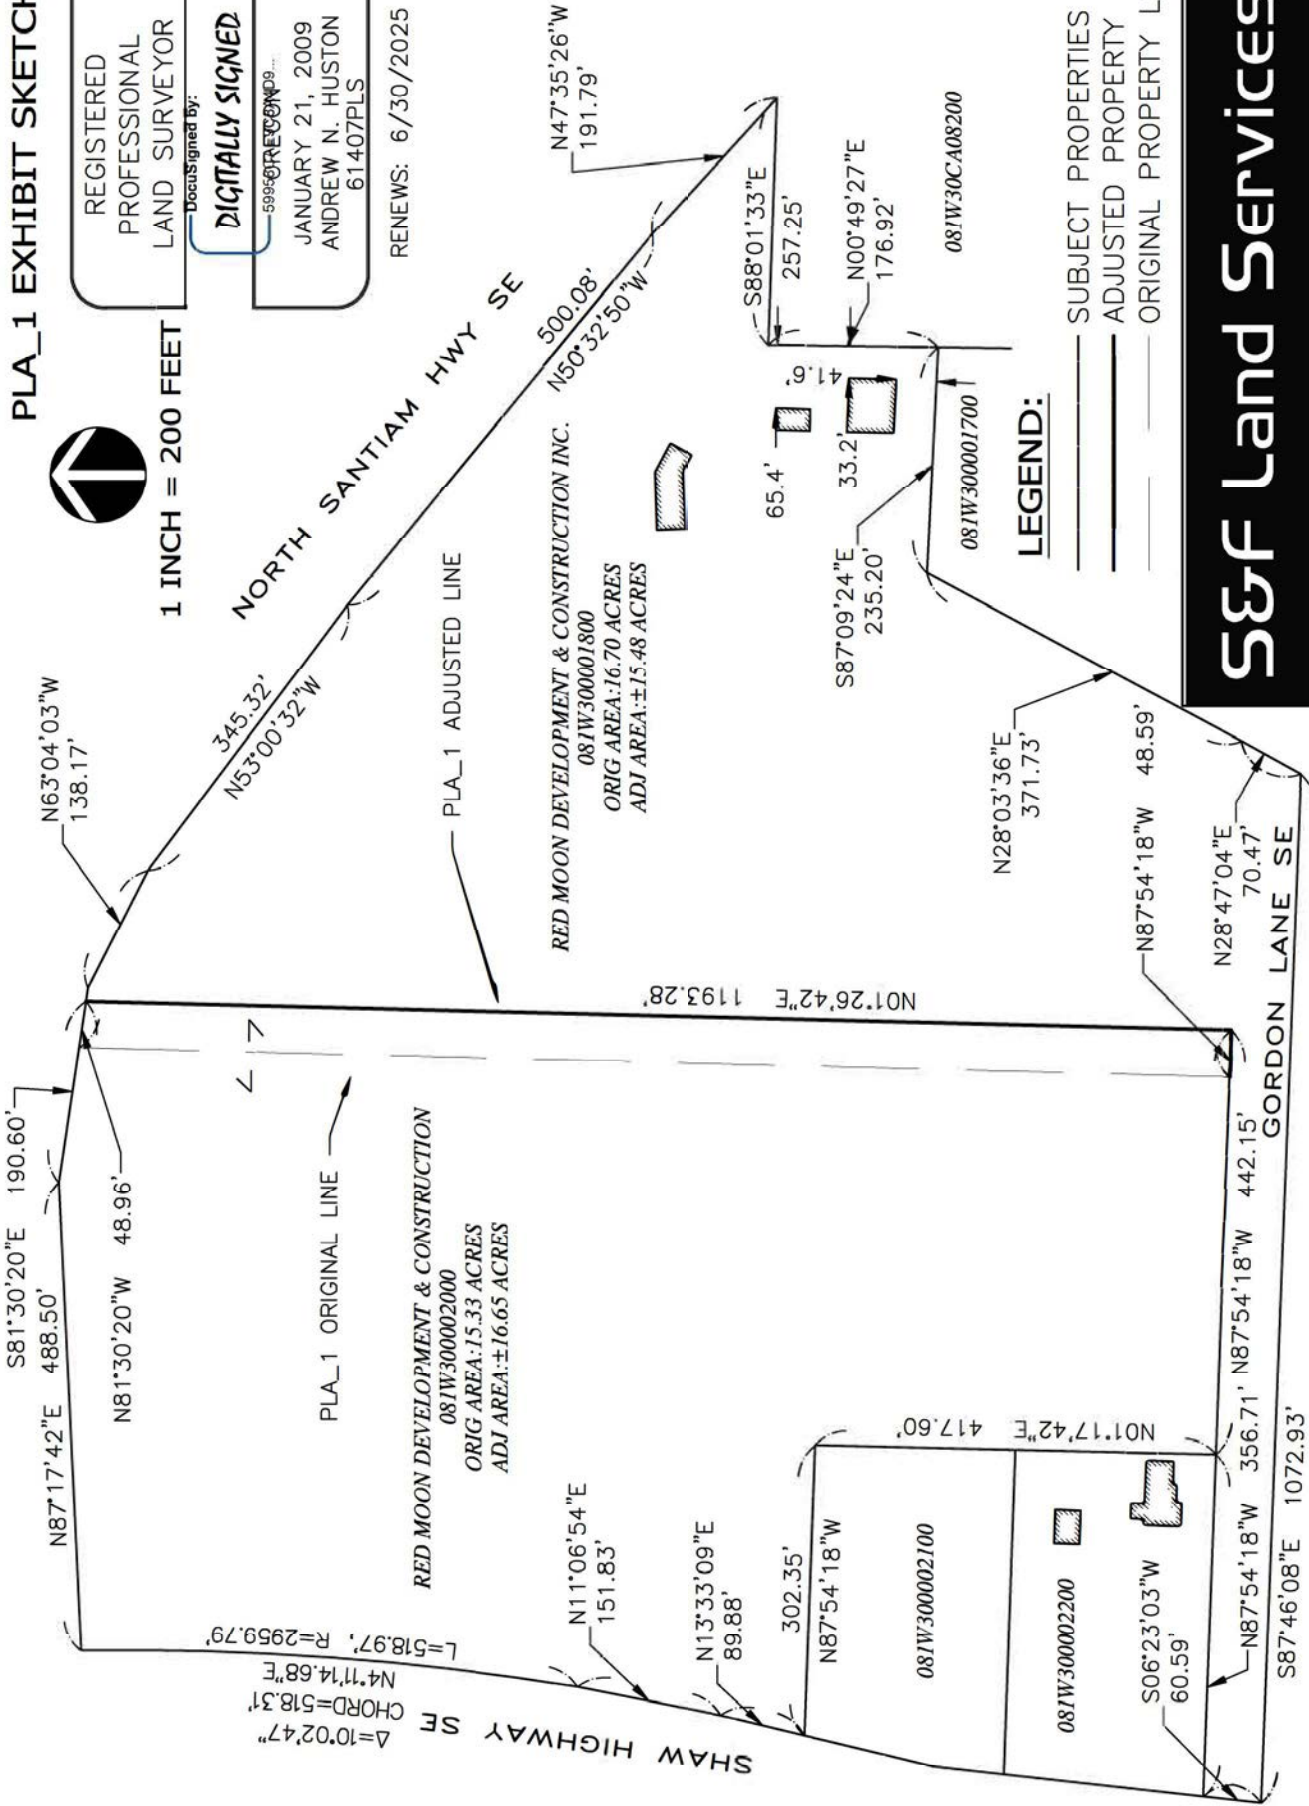 PLA_1 EXHIBIT SKETCH
REGISTERED
PROFESSIONAL
LAND SURVEYOR
DocuSigned by:
DIGITALLY SIGNED
OREGON
JANUARY 21, 2009
ANDREW N. HUSTON
61407PLS
RENEWS: 6/30/2025
1 INCH = 200 FEET
S81°30'20"E 190.60'
N87°17'42"E 488.50'
N63°04'03"W
138.17'
345.32'
N53°00'32"W
NORTH SANTIAM HWY SE
500.08'
N50°32'50"W
N47°35'26"W
191.79'
N81°30'20"W 48.96'
PLA_1 ORIGINAL LINE
PLA_1 ADJUSTED LINE
RED MOON DEVELOPMENT & CONSTRUCTION
081W300002000
ORIG AREA:15.33 ACRES
ADJ AREA:±16.65 ACRES
RED MOON DEVELOPMENT & CONSTRUCTION INC.
081W300001800
ORIG AREA:16.70 ACRES
ADJ AREA:±15.48 ACRES
N01°26'42"E 1193.28'
S88°01'33"E
257.25'
N00°49'27"E
176.92'
081W30CA08200
65.4'
41.6'
33.2'
S87°09'24"E
235.20'
081W300001700
Δ=10°02'47"
CHORD=518.31'
N4°11'14.68"E
L=518.97', R=2959.79'
SHAW HIGHWAY SE
N11°06'54"E
151.83'
N13°33'09"E
89.88'
302.35'
N87°54'18"W
N01°17'42"E 417.60'
081W300002100
081W300002200
S06°23'03"W
60.59'
N87°54'18"W 356.71'
N87°54'18"W 442.15'
N87°54'18"W 48.59'
N28°03'36"E
371.73'
N28°47'04"E
70.47'
GORDON LANE SE
S87°46'08"E 1072.93'
LEGEND:
SUBJECT PROPERTIES
ADJUSTED PROPERTY
ORIGINAL PROPERTY L
S&F Land Services